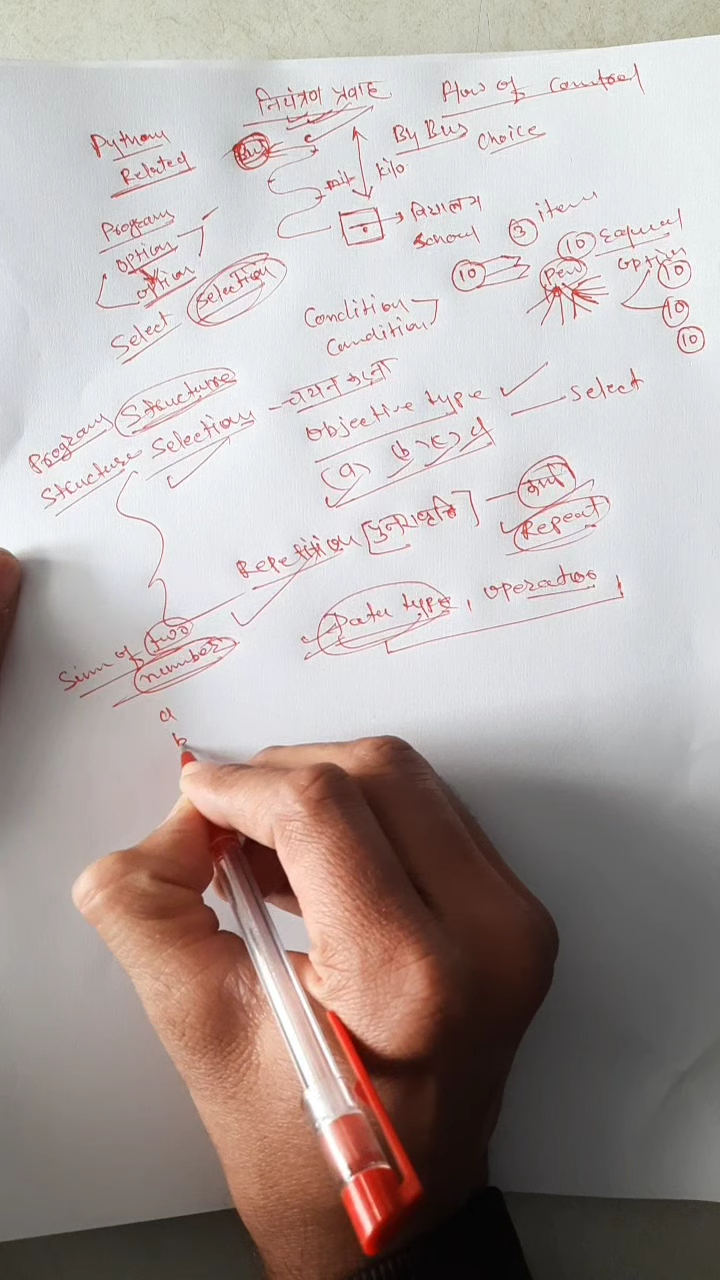 नियंत्रण प्रवाह
Flow of Control
Python
Related
Bus
By Bus
Choice
kilo
विद्यालय
School
③ item
Program
option
option
Select
Selection
⑩
⑩ Equal
Pen
option
⑩
⑩
⑩
Condition
Condition
Program Structure
Structure Selection
चयन करना
Objective type
Select
(a) b) c) d
Repetition [पुनरावृत्ति]
कार्य
Repeat
Data type, operator
Sum of two
number
a
b